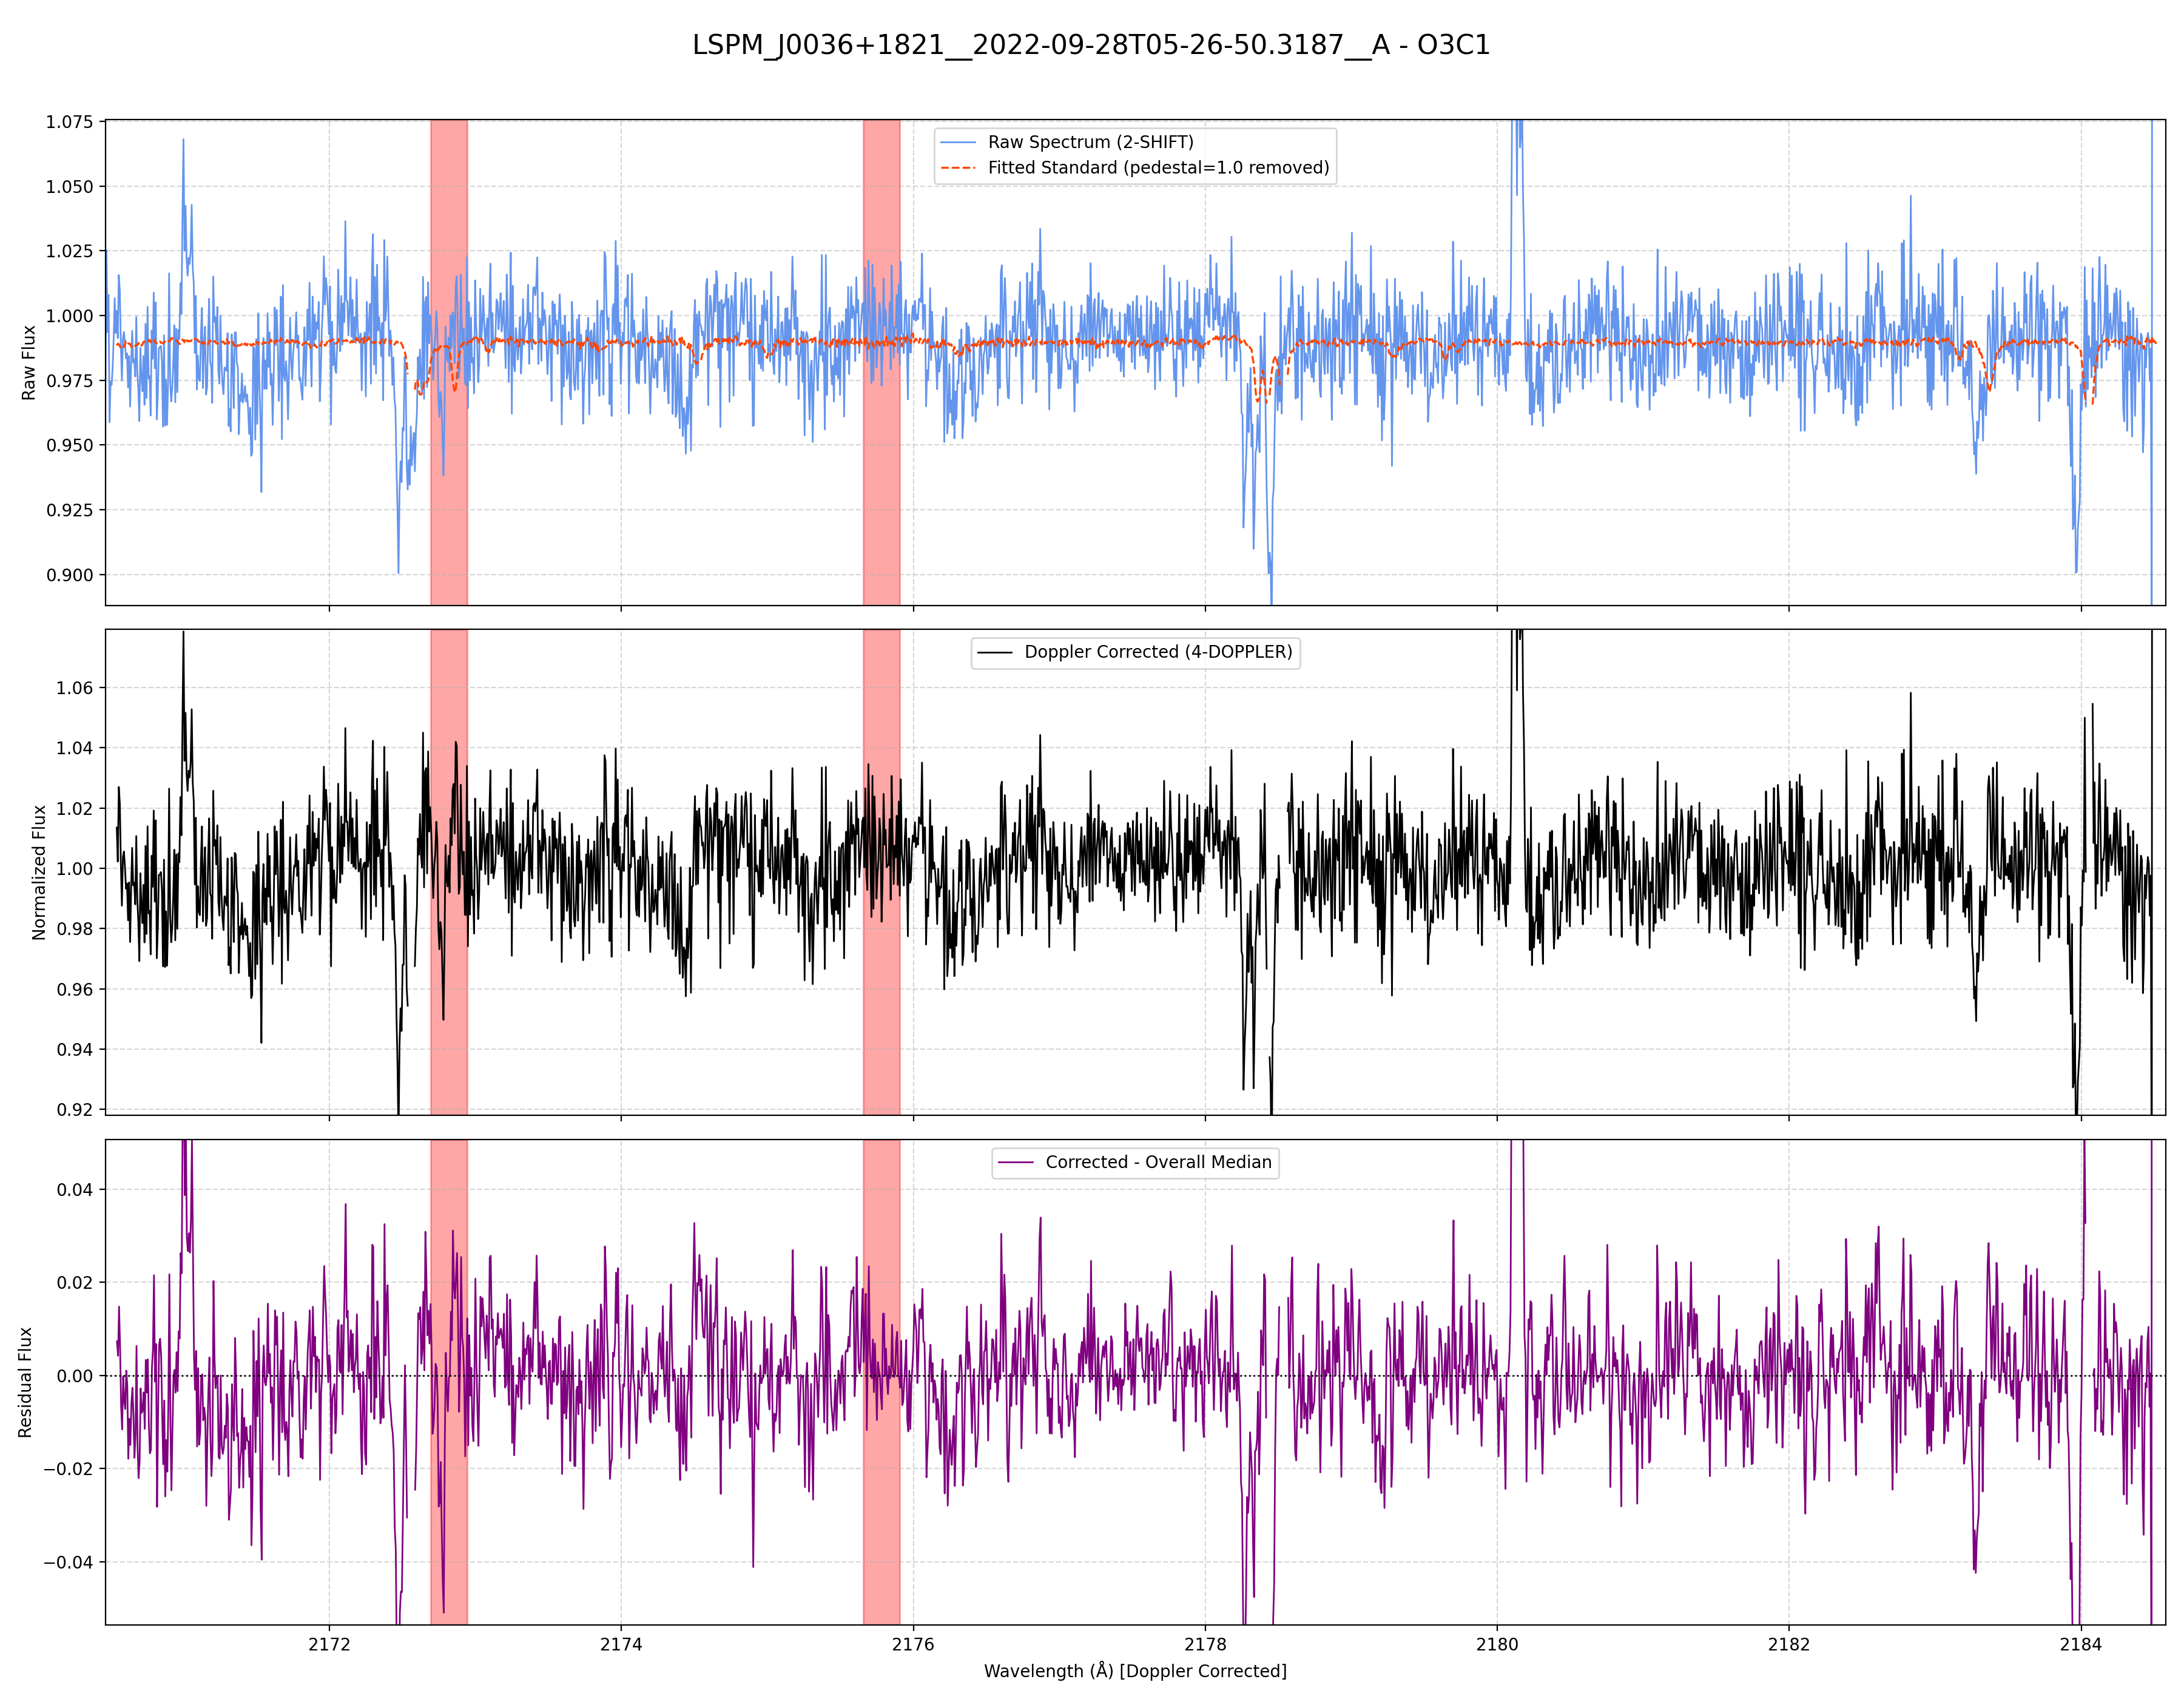 LSPM_J0036+1821__2022-09-28T05-26-50.3187__A - O3C1
Raw Flux
1.075
1.050
1.025
1.000
0.975
0.950
0.925
0.900
Raw Spectrum (2-SHIFT)
Fitted Standard (pedestal=1.0 removed)
Normalized Flux
1.06
1.04
1.02
1.00
0.98
0.96
0.94
0.92
Doppler Corrected (4-DOPPLER)
Residual Flux
0.04
0.02
0.00
−0.02
−0.04
Corrected - Overall Median
2172 2174 2176 2178 2180 2182 2184
Wavelength (Å) [Doppler Corrected]